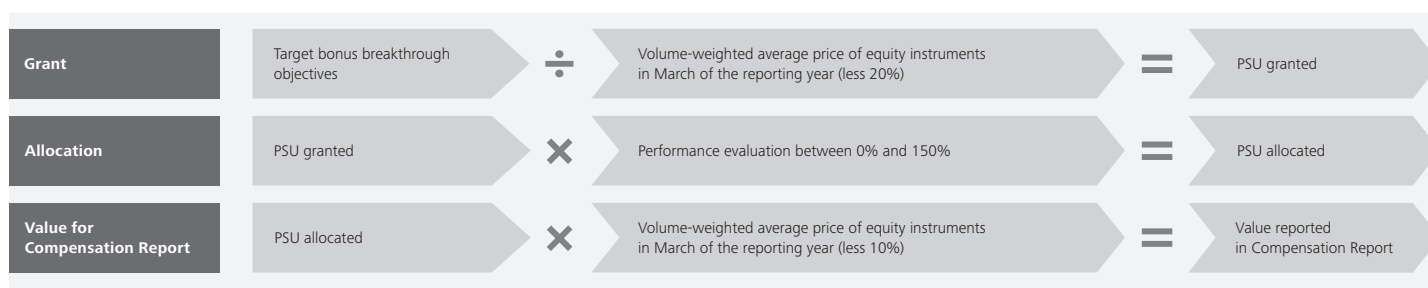 Grant
Target bonus breakthrough
objectives
÷
Volume-weighted average price of equity instruments
in March of the reporting year (less 20%)
=
PSU granted
Allocation
PSU granted
×
Performance evaluation between 0% and 150%
=
PSU allocated
Value for
Compensation Report
PSU allocated
×
Volume-weighted average price of equity instruments
in March of the reporting year (less 10%)
=
Value reported
in Compensation Report